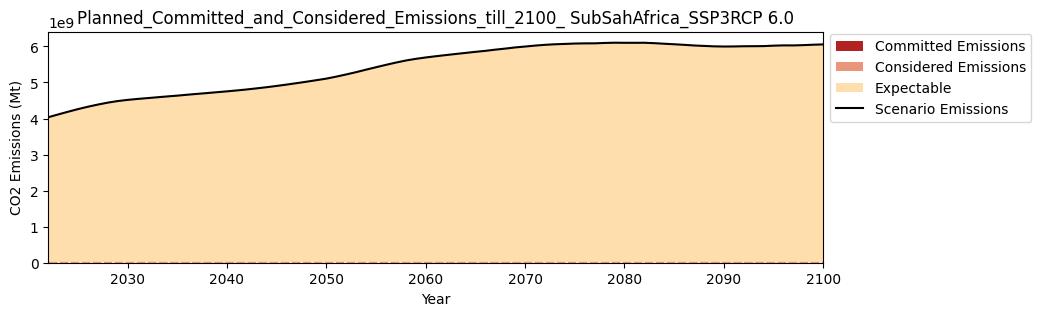 Planned_Committed_and_Considered_Emissions_till_2100_ SubSahAfrica_SSP3RCP 6.0
1e9
6
5
4
3
2
1
0
CO2 Emissions (Mt)
2030 2040 2050 2060 2070 2080 2090 2100
Year
Committed Emissions
Considered Emissions
Expectable
Scenario Emissions